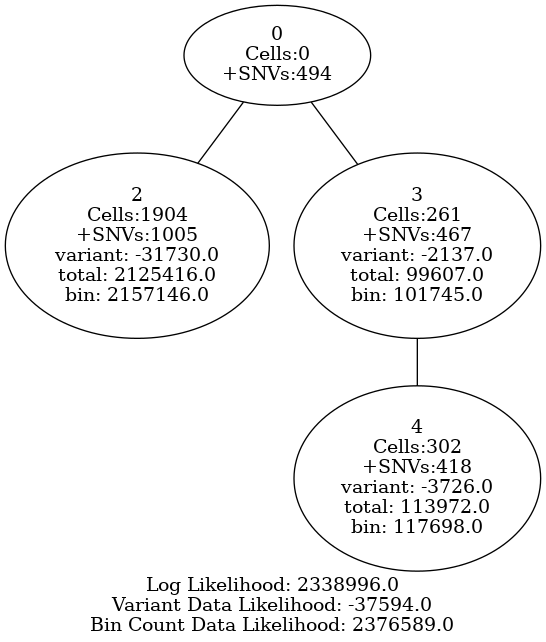 0
Cells:0
+SNVs:494
2
Cells:1904
+SNVs:1005
variant: -31730.0
total: 2125416.0
bin: 2157146.0
3
Cells:261
+SNVs:467
variant: -2137.0
total: 99607.0
bin: 101745.0
4
Cells:302
+SNVs:418
variant: -3726.0
total: 113972.0
bin: 117698.0
Log Likelihood: 2338996.0
Variant Data Likelihood: -37594.0
Bin Count Data Likelihood: 2376589.0